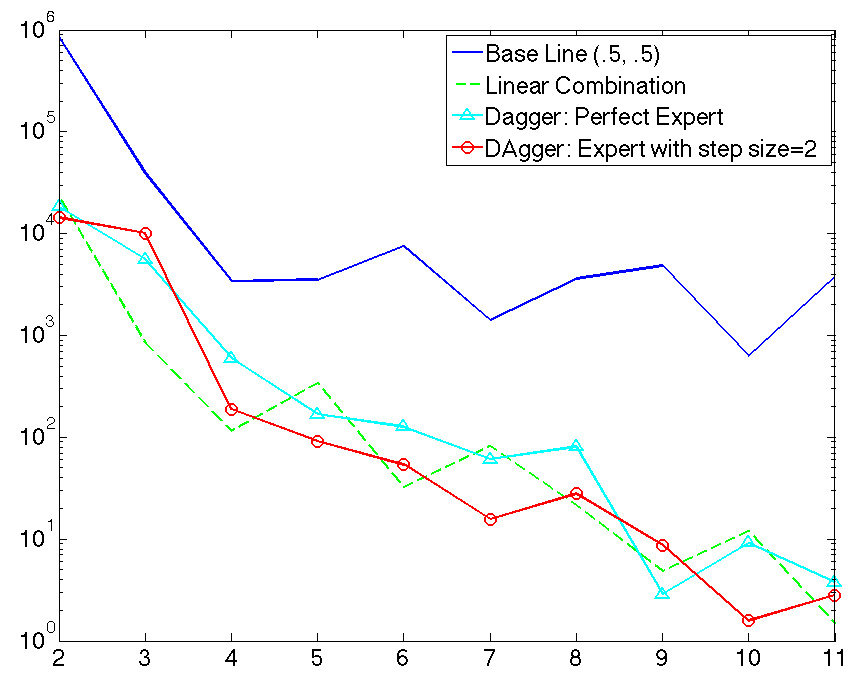 10^6
10^5
10^4
10^3
10^2
10^1
10^0
Base Line (.5, .5)
Linear Combination
Dagger: Perfect Expert
DAgger: Expert with step size=2
2 3 4 5 6 7 8 9 10 11